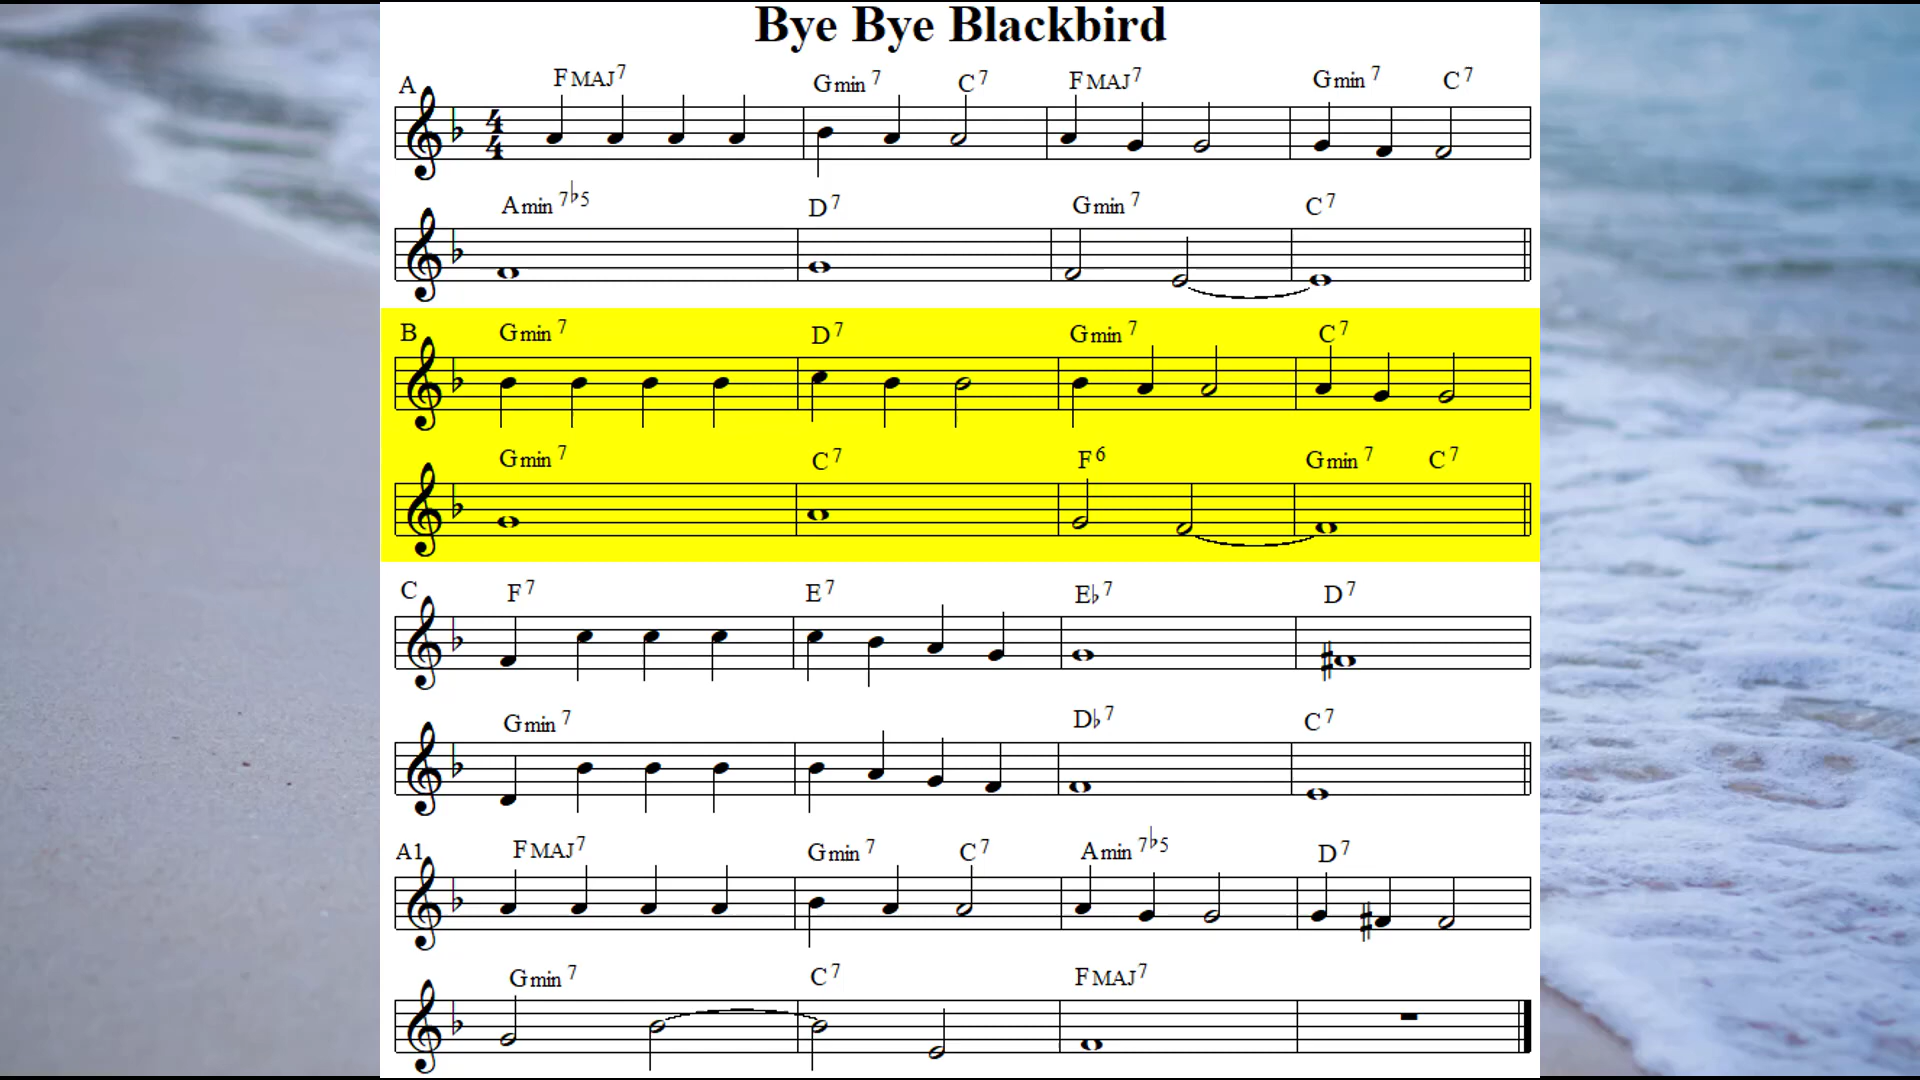 Bye Bye Blackbird
A FMAJ7 Gmin7 C7 FMAJ7 Gmin7 C7
4
4
Amin7♭5 D7 Gmin7 C7
B Gmin7 D7 Gmin7 C7
Gmin7 C7 F6 Gmin7 C7
C F7 E7 E♭7 D7
Gmin7 D♭7 C7
A1 FMAJ7 Gmin7 C7 Amin7♭5 D7
Gmin7 C7 FMAJ7